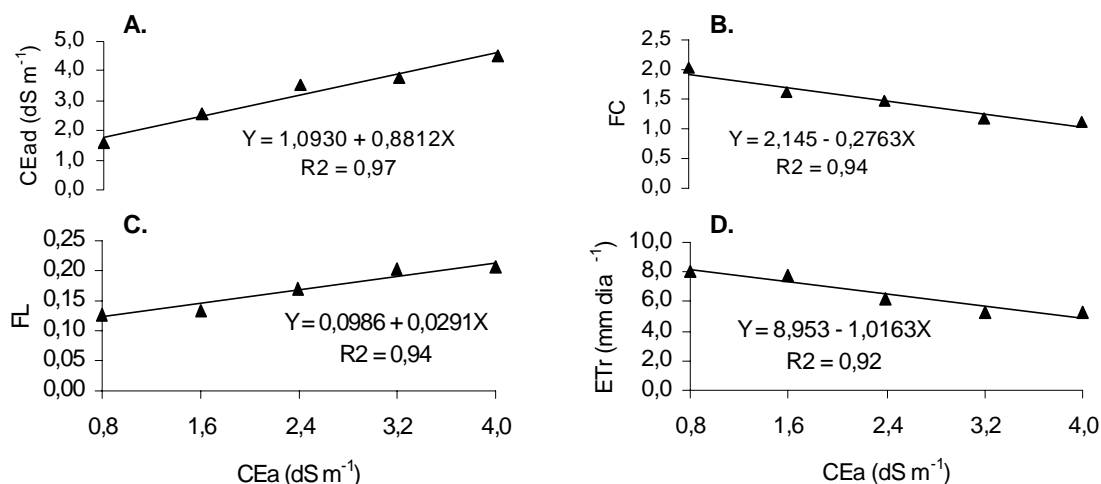 A.
CEad (dS m-1)
5,0
4,0
3,0
2,0
1,0
0,0
Y = 1,0930 + 0,8812X
R2 = 0,97
B.
FC
2,5
2,0
1,5
1,0
0,5
0,0
Y = 2,145 - 0,2763X
R2 = 0,94
C.
FL
0,25
0,20
0,15
0,10
0,05
0,00
Y = 0,0986 + 0,0291X
R2 = 0,94
0,8 1,6 2,4 3,2 4,0
CEa (dS m-1)
D.
ETr (mm dia -1)
10,0
8,0
6,0
4,0
2,0
0,0
Y = 8,953 - 1,0163X
R2 = 0,92
0,8 1,6 2,4 3,2 4,0
CEa (dS m-1)